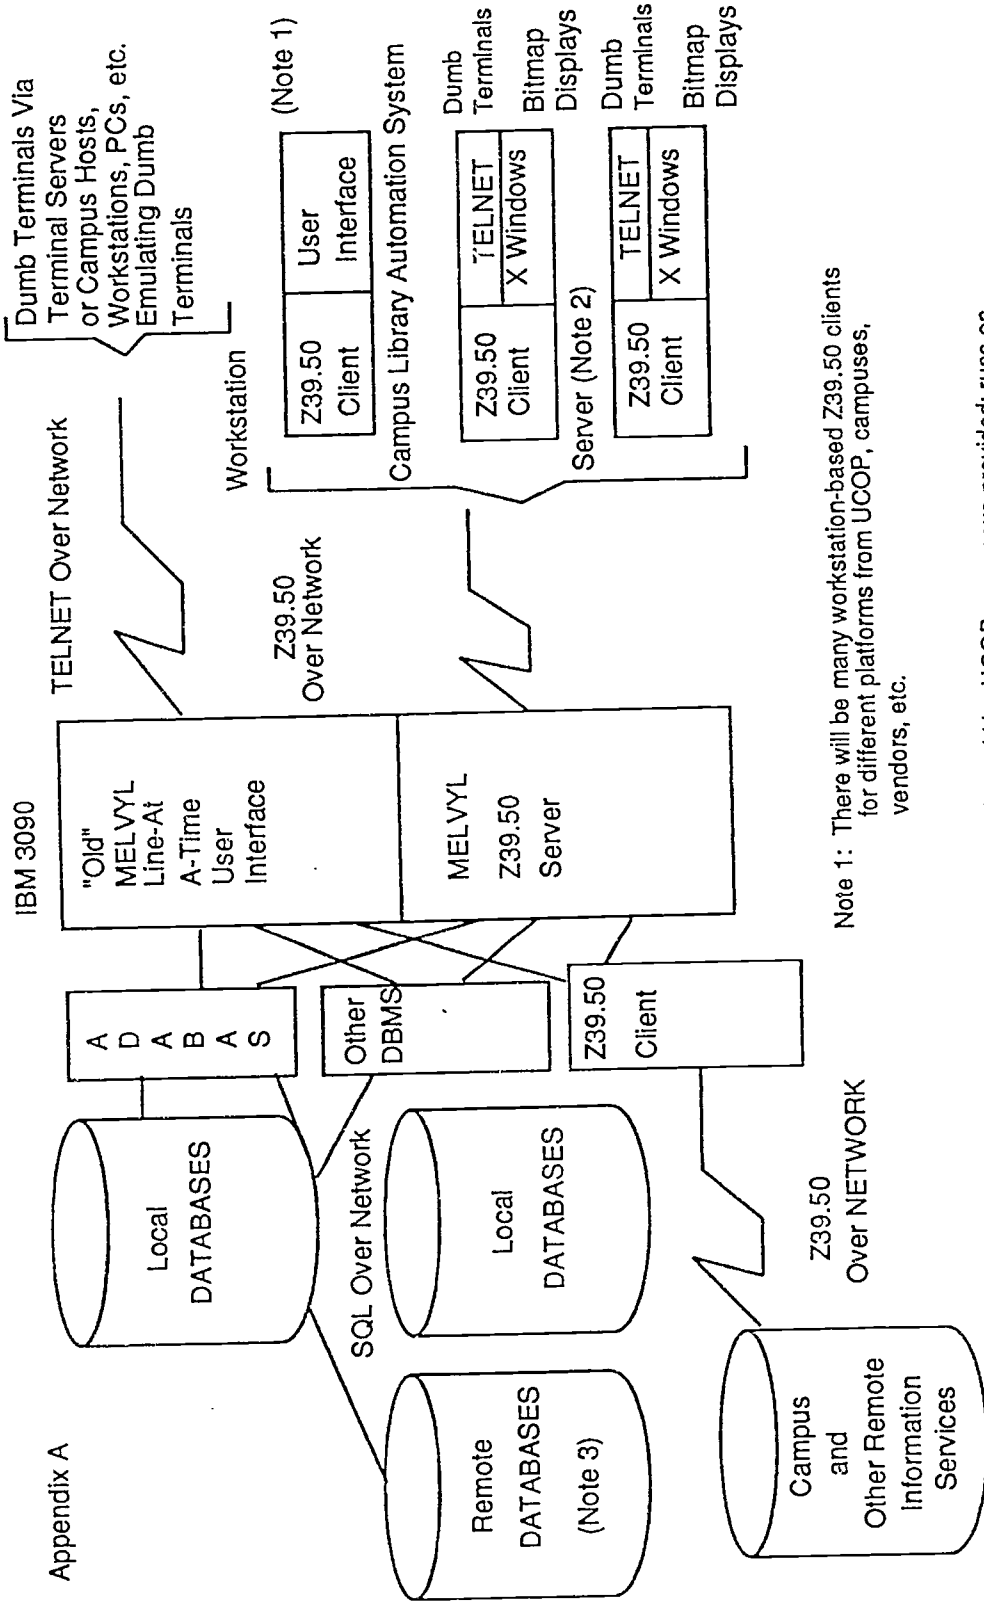 Appendix A
IBM 3090
TELNET Over Network
Dumb Terminals Via
Terminal Servers
or Campus Hosts,
Workstations, PCs, etc.
Emulating Dumb
Terminals
Local
DATABASES
A
D
A
B
A
S
"Old"
MELVYL
Line-At
A-Time
User
Interface
Workstation
Z39.50
Client
User
Interface
(Note 1)
SQL Over Network
Other
DBMS
Z39.50
Over Network
Campus Library Automation System
Remote
DATABASES
(Note 3)
Local
DATABASES
MELVYL
Z39.50
Server
Z39.50
Client
TELNET
X Windows
Dumb
Terminals
Bitmap
Displays
Z39.50
Client
Server (Note 2)
Z39.50
Client
TELNET
X Windows
Dumb
Terminals
Bitmap
Displays
Campus
and
Other Remote
Information
Services
Z39.50
Over NETWORK
Note 1: There will be many workstation-based Z39.50 clients
for different platforms from UCOP, campuses,
vendors, etc.
UCOP provided; runs on